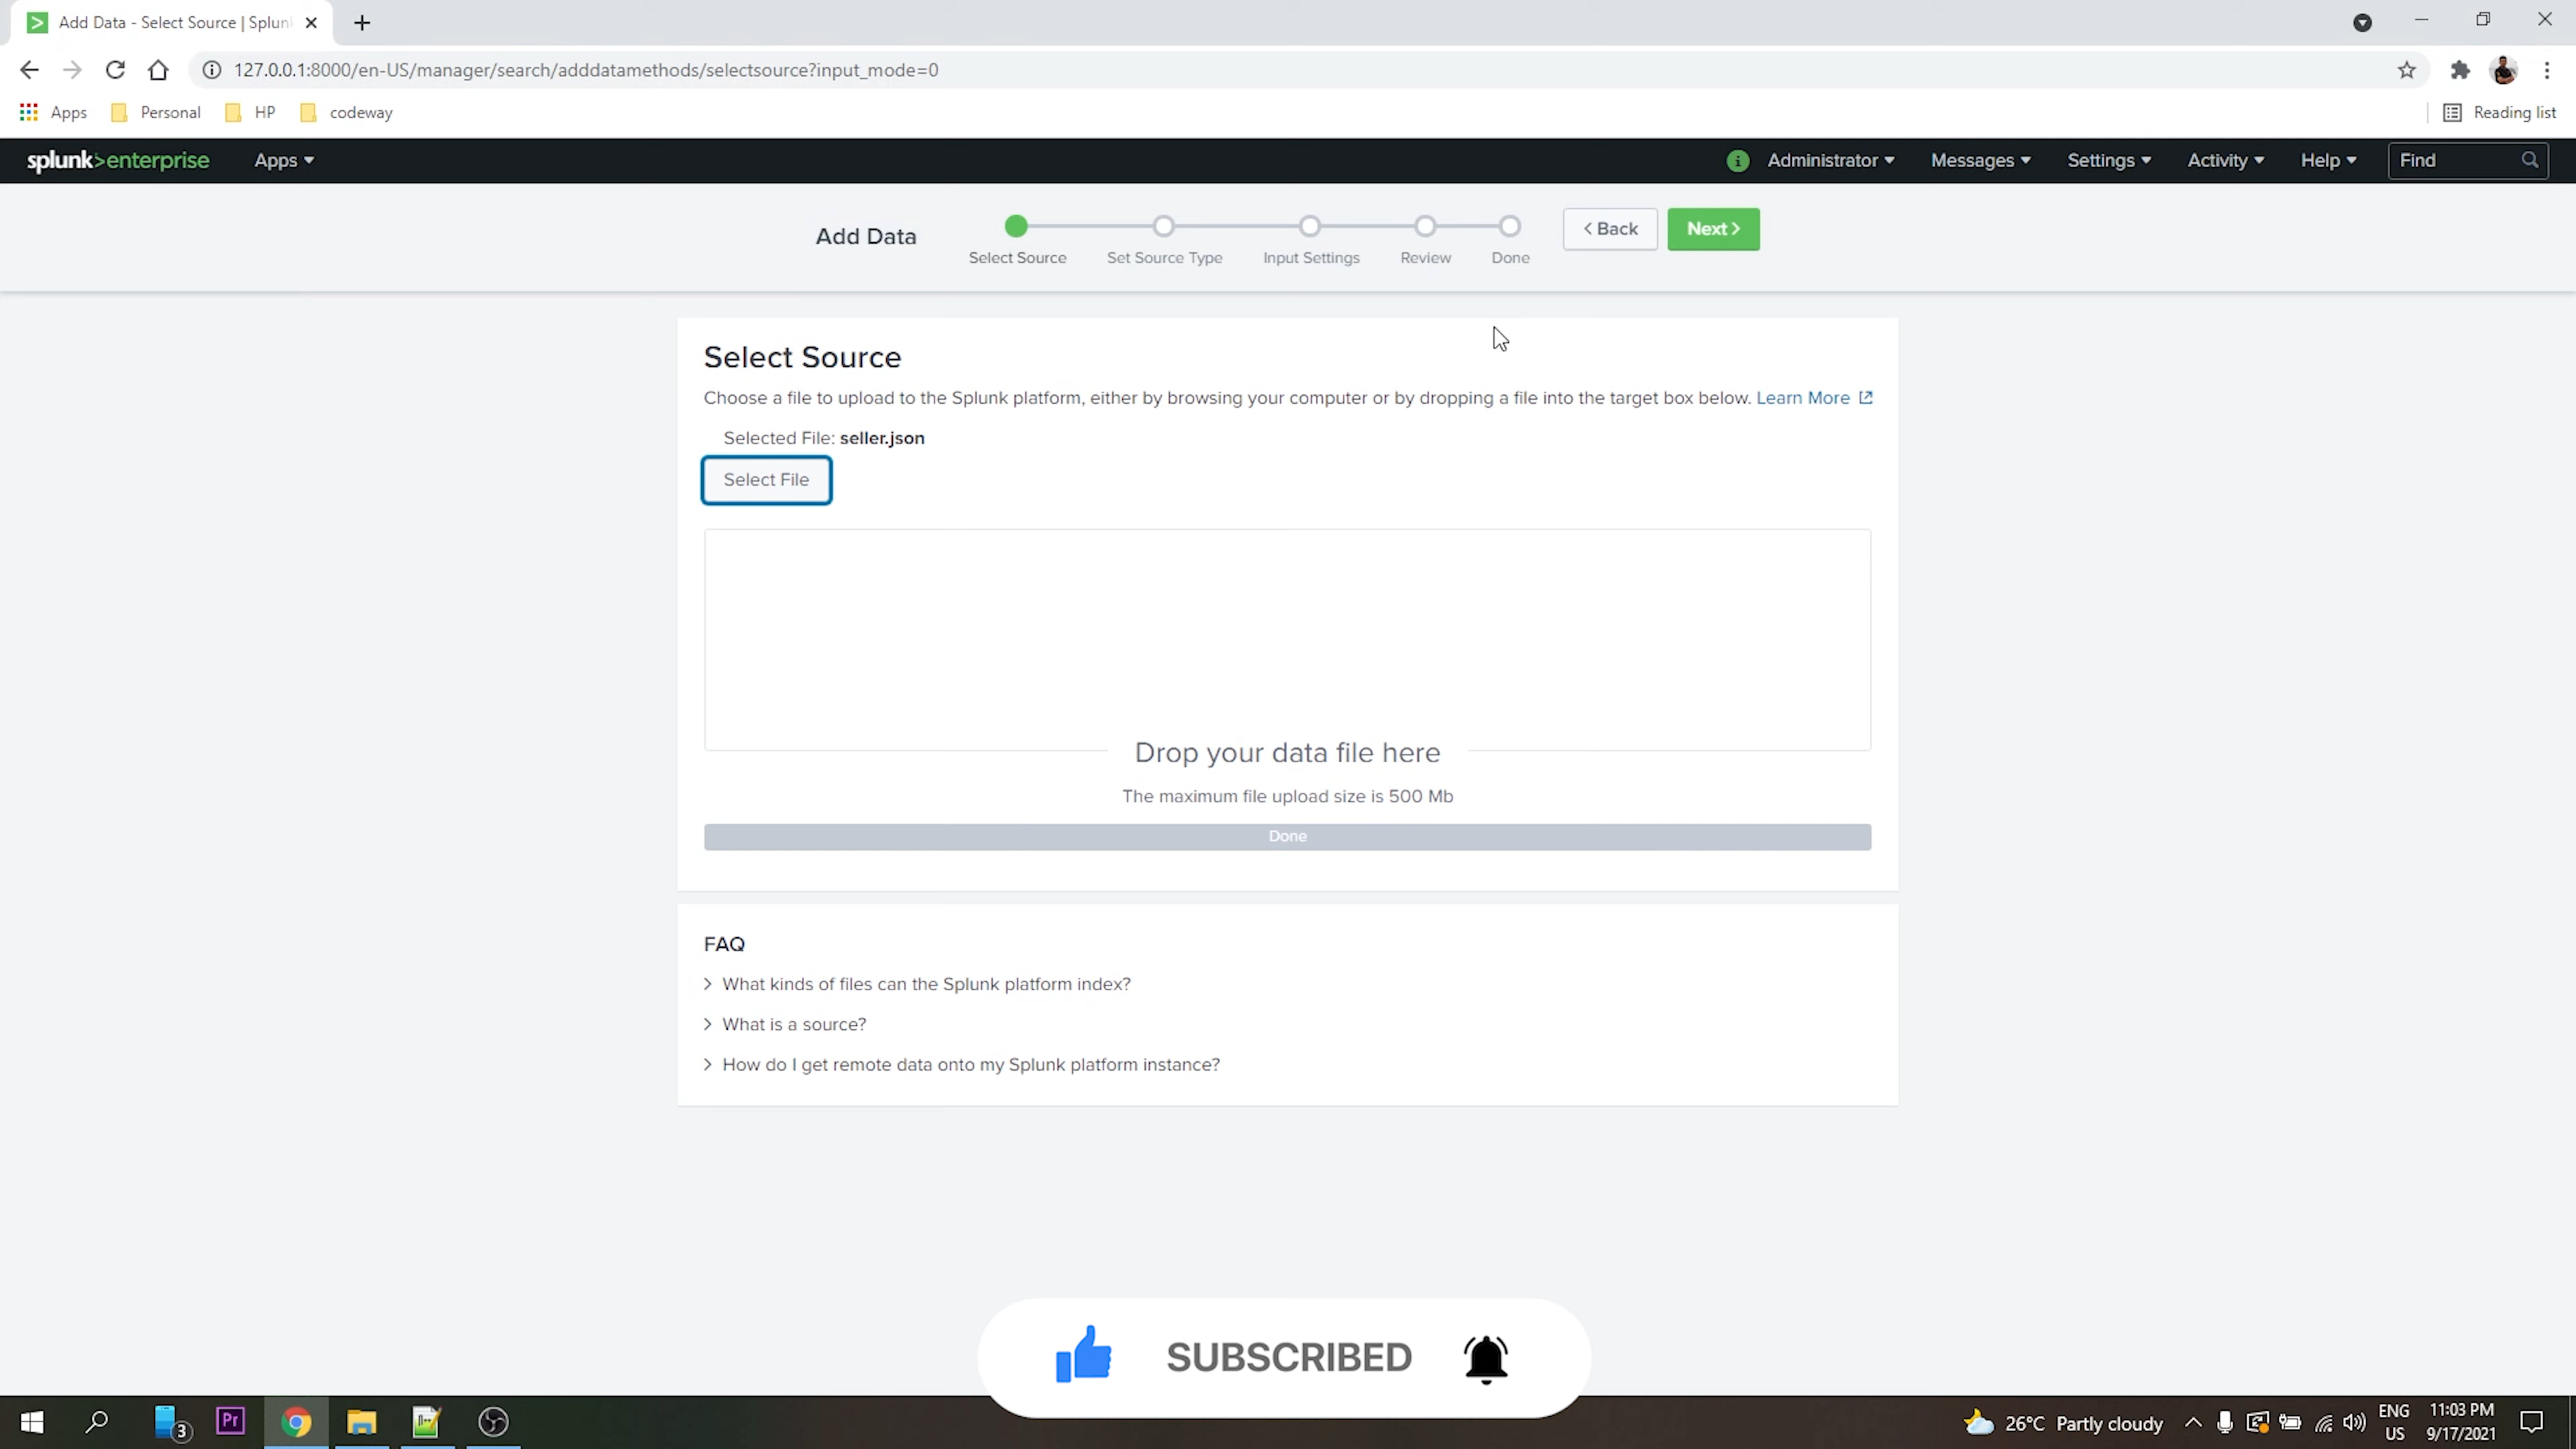 Add Data - Select Source | Splun
127.0.0.1:8000/en-US/manager/search/adddatamethods/selectsource?input_mode=0
Apps Personal HP codeway Reading list
splunk>enterprise Apps Administrator Messages Settings Activity Help Find
Add Data
Select Source Set Source Type Input Settings Review Done
< Back Next >
Select Source
Choose a file to upload to the Splunk platform, either by browsing your computer or by dropping a file into the target box below. Learn More
Selected File: seller.json
Select File
Drop your data file here
The maximum file upload size is 500 Mb
Done
FAQ
> What kinds of files can the Splunk platform index?
> What is a source?
> How do I get remote data onto my Splunk platform instance?
SUBSCRIBED
3
Pr
26°C Partly cloudy
ENG
US
11:03 PM
9/17/2021